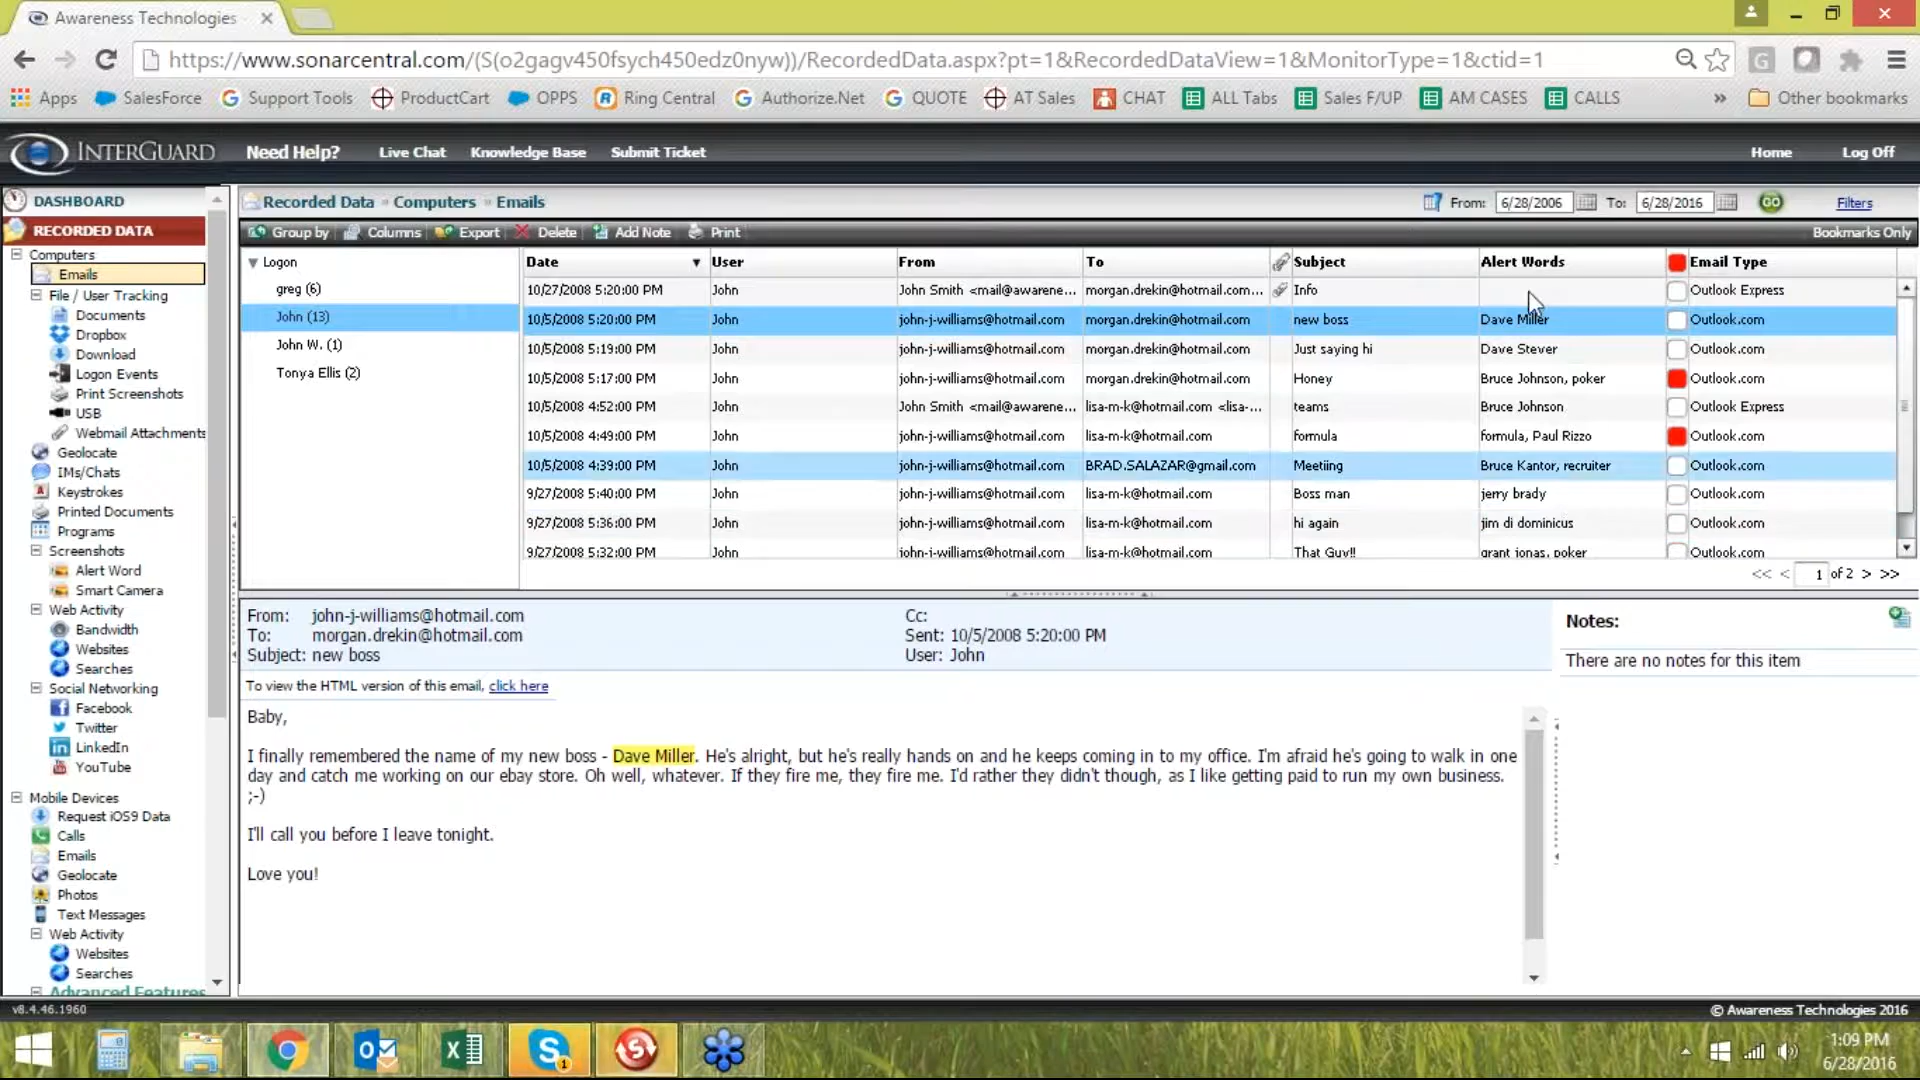 Awareness Technologies
https://www.sonarcentral.com/(S(o2gagv450fsych450edz0nyw))/RecordedData.aspx?pt=1&RecordedDataView=1&MonitorType=1&ctid=1
Apps SalesForce Support Tools ProductCart OPPS Ring Central Authorize.Net QUOTE AT Sales CHAT ALL Tabs Sales F/UP AM CASES CALLS » Other bookmarks
INTERGUARD Need Help? Live Chat Knowledge Base Submit Ticket Home Log Off
DASHBOARD
RECORDED DATA
Computers
Emails
File / User Tracking
Documents
Dropbox
Download
Logon Events
Print Screenshots
USB
Webmail Attachments
Geolocate
IMs/Chats
Keystrokes
Printed Documents
Programs
Screenshots
Alert Word
Smart Camera
Web Activity
Bandwidth
Websites
Searches
Social Networking
Facebook
Twitter
LinkedIn
YouTube
Mobile Devices
Request iOS9 Data
Calls
Emails
Geolocate
Photos
Text Messages
Web Activity
Websites
Searches
Advanced Features
Recorded Data Computers Emails From: 6/28/2006 To: 6/28/2016 GO Filters
Group by Columns Export Delete Add Note Print Bookmarks Only
Logon
greg (6)
John (13)
John W. (1)
Tonya Ellis (2)
Date User From To Subject Alert Words Email Type
10/27/2008 5:20:00 PM John John Smith <mail@awarene... morgan.drekin@hotmail.com... Info Outlook Express
10/5/2008 5:20:00 PM John john-j-williams@hotmail.com morgan.drekin@hotmail.com new boss Dave Miller Outlook.com
10/5/2008 5:19:00 PM John john-j-williams@hotmail.com morgan.drekin@hotmail.com Just saying hi Dave Stever Outlook.com
10/5/2008 5:17:00 PM John john-j-williams@hotmail.com morgan.drekin@hotmail.com Honey Bruce Johnson, poker Outlook.com
10/5/2008 4:52:00 PM John John Smith <mail@awarene... lisa-m-k@hotmail.com <lisa-... teams Bruce Johnson Outlook Express
10/5/2008 4:49:00 PM John john-j-williams@hotmail.com lisa-m-k@hotmail.com formula formula, Paul Rizzo Outlook.com
10/5/2008 4:39:00 PM John john-j-williams@hotmail.com BRAD.SALAZAR@gmail.com Meetiing Bruce Kantor, recruiter Outlook.com
9/27/2008 5:40:00 PM John john-j-williams@hotmail.com lisa-m-k@hotmail.com Boss man jerry brady Outlook.com
9/27/2008 5:36:00 PM John john-j-williams@hotmail.com lisa-m-k@hotmail.com hi again jim di dominicus Outlook.com
9/27/2008 5:32:00 PM John john-j-williams@hotmail.com lisa-m-k@hotmail.com That Guy!! grant jonas, poker Outlook.com
<< < 1 of 2 > >>
From: john-j-williams@hotmail.com Cc:
To: morgan.drekin@hotmail.com Sent: 10/5/2008 5:20:00 PM
Subject: new boss User: John
Notes:
There are no notes for this item
To view the HTML version of this email, click here
Baby,
I finally remembered the name of my new boss - Dave Miller. He's alright, but he's really hands on and he keeps coming in to my office. I'm afraid he's going to walk in one
day and catch me working on our ebay store. Oh well, whatever. If they fire me, they fire me. I'd rather they didn't though, as I like getting paid to run my own business.
;-)
I'll call you before I leave tonight.
Love you!
v8.4.46.1960 © Awareness Technologies 2016
1:09 PM
6/28/2016